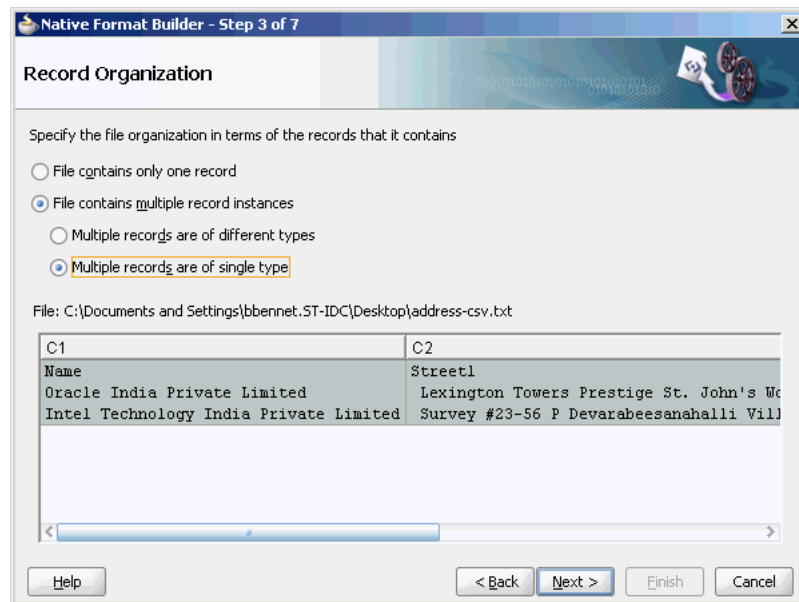 Native Format Builder - Step 3 of 7
Record Organization
Specify the file organization in terms of the records that it contains
File contains only one record
File contains multiple record instances
Multiple records are of different types
Multiple records are of single type
File: C:\Documents and Settings\bbennet.ST-IDC\Desktop\address-csv.txt
C1 C2
Name Street1
Oracle India Private Limited Lexington Towers Prestige St. John's Wo
Intel Technology India Private Limited Survey #23-56 P Devarabeesanahalli Vill
Help < Back Next > Finish Cancel